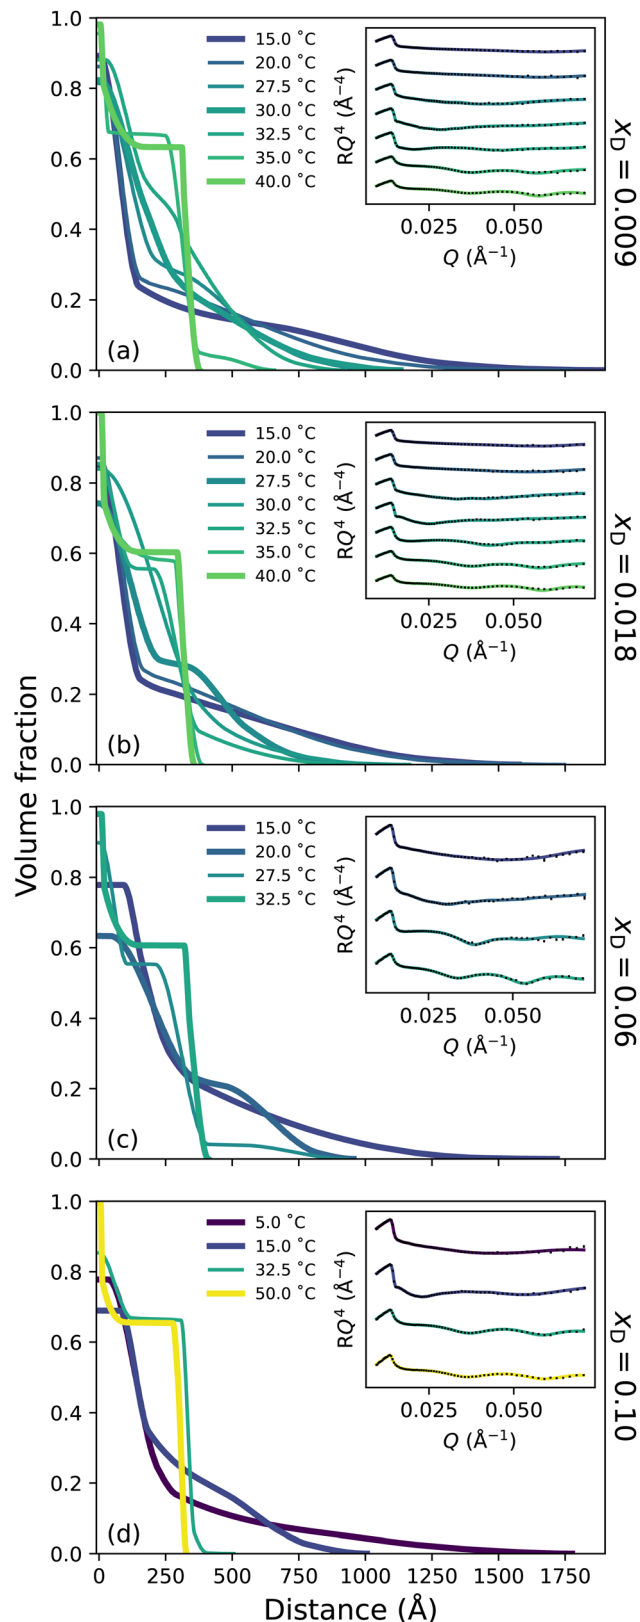 Volume fraction
1.0
0.8
0.6
0.4
0.2
0.0
15.0 ˚C
20.0 ˚C
27.5 ˚C
30.0 ˚C
32.5 ˚C
35.0 ˚C
40.0 ˚C
RQ⁴ (Å⁻⁴)
0.025 0.050
Q (Å⁻¹)
(a)
x_D = 0.009
1.0
0.8
0.6
0.4
0.2
0.0
15.0 ˚C
20.0 ˚C
27.5 ˚C
30.0 ˚C
32.5 ˚C
35.0 ˚C
40.0 ˚C
RQ⁴ (Å⁻⁴)
0.025 0.050
Q (Å⁻¹)
(b)
x_D = 0.018
1.0
0.8
0.6
0.4
0.2
0.0
15.0 ˚C
20.0 ˚C
27.5 ˚C
32.5 ˚C
RQ⁴ (Å⁻⁴)
0.025 0.050
Q (Å⁻¹)
(c)
x_D = 0.06
1.0
0.8
0.6
0.4
0.2
0.0
5.0 ˚C
15.0 ˚C
32.5 ˚C
50.0 ˚C
RQ⁴ (Å⁻⁴)
0.025 0.050
Q (Å⁻¹)
(d)
x_D = 0.10
0 250 500 750 1000 1250 1500 1750
Distance (Å)